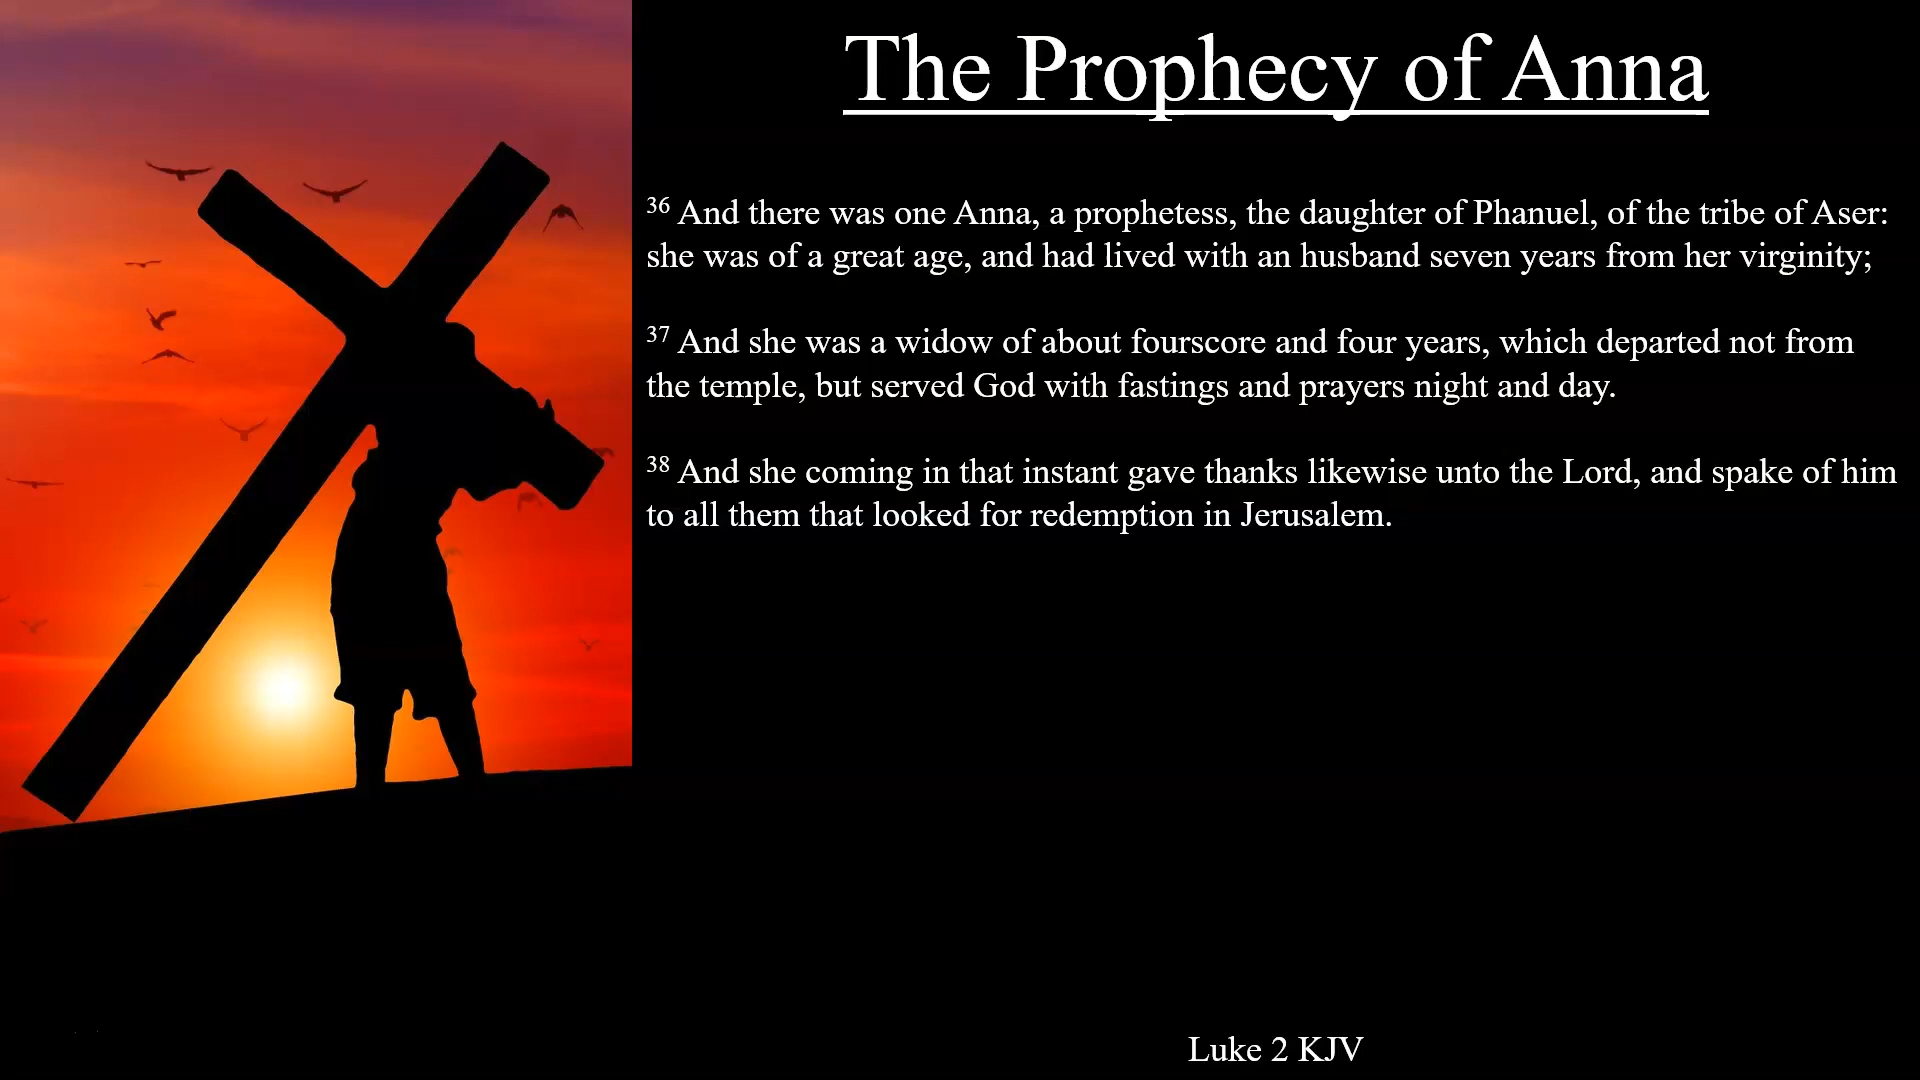 The Prophecy of Anna
36 And there was one Anna, a prophetess, the daughter of Phanuel, of the tribe of Aser:
she was of a great age, and had lived with an husband seven years from her virginity;
37 And she was a widow of about fourscore and four years, which departed not from
the temple, but served God with fastings and prayers night and day.
38 And she coming in that instant gave thanks likewise unto the Lord, and spake of him
to all them that looked for redemption in Jerusalem.
Luke 2 KJV